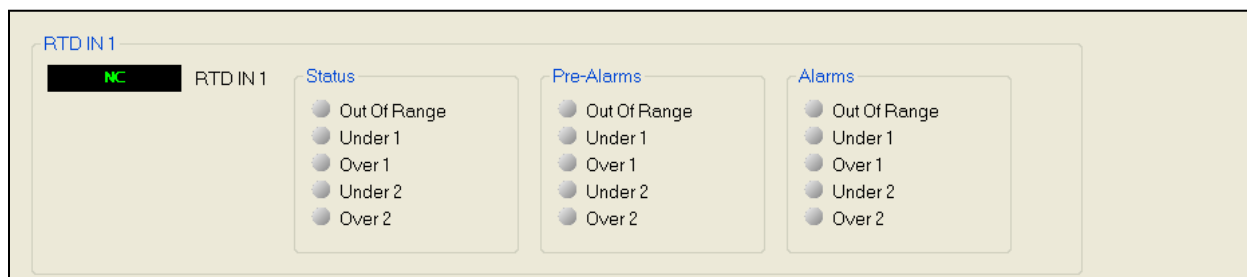 RTD IN 1
NC RTD IN 1
Status
Out Of Range
Under 1
Over 1
Under 2
Over 2
Pre-Alarms
Out Of Range
Under 1
Over 1
Under 2
Over 2
Alarms
Out Of Range
Under 1
Over 1
Under 2
Over 2